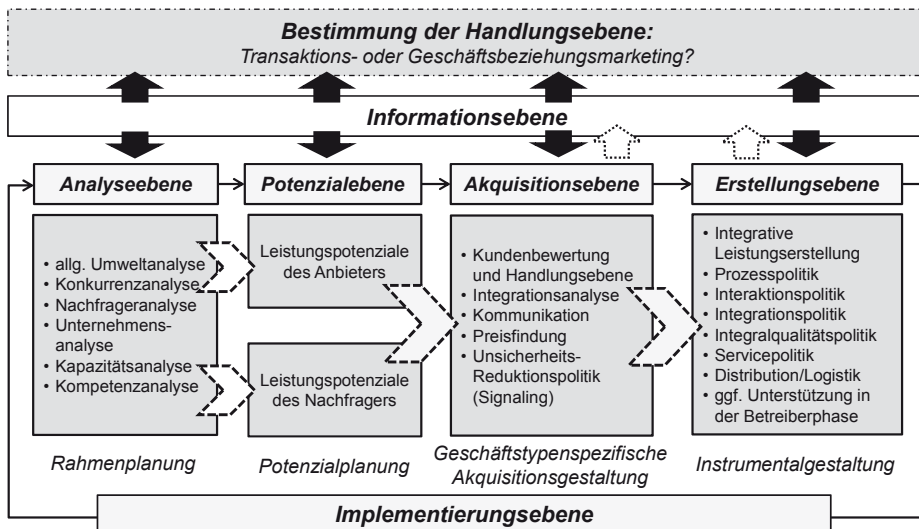 Bestimmung der Handlungsebene:
Transaktions- oder Geschäftsbeziehungsmarketing?
Informationsebene
Analyseebene
Potenzialebene
Akquisitionsebene
Erstellungsebene
• allg. Umweltanalyse
• Konkurrenzanalyse
• Nachfrageranalyse
• Unternehmens-
analyse
• Kapazitätsanalyse
• Kompetenzanalyse
Leistungspotenziale
des Anbieters
Leistungspotenziale
des Nachfragers
• Kundenbewertung
und Handlungsebene
• Integrationsanalyse
• Kommunikation
• Preisfindung
• Unsicherheits-
Reduktionspolitik
(Signaling)
• Integrative
Leistungserstellung
• Prozesspolitik
• Interaktionspolitik
• Integrationspolitik
• Integralqualitätspolitik
• Servicepolitik
• Distribution/Logistik
• ggf. Unterstützung in
der Betreiberphase
Rahmenplanung
Potenzialplanung
Geschäftstypenspezifische
Akquisitionsgestaltung
Instrumentalgestaltung
Implementierungsebene